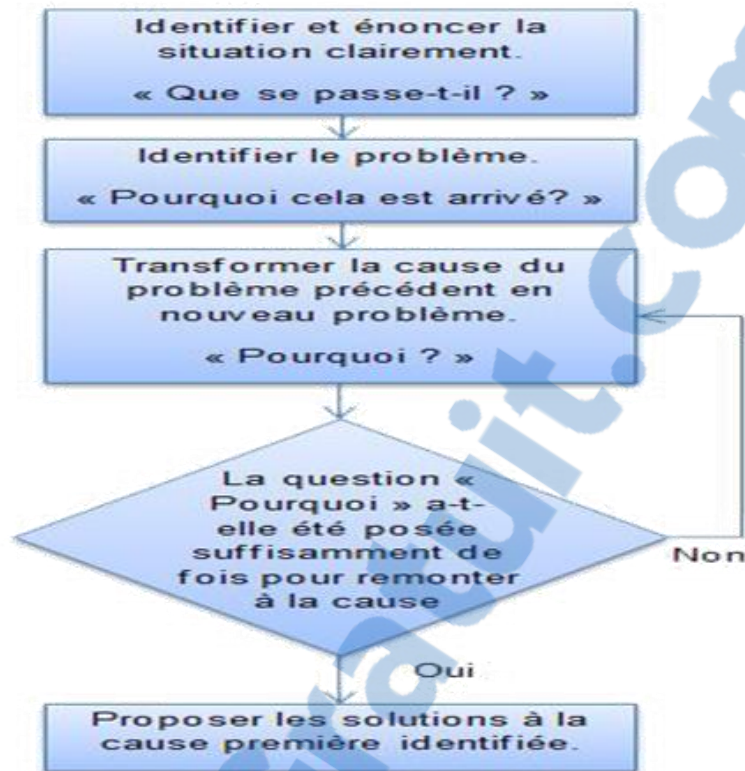 Identifier et énoncer la
situation clairement.
« Que se passe-t-il ? »
Identifier le problème.
« Pourquoi cela est arrivé? »
Transformer la cause du
problème précédent en
nouveau problème.
« Pourquoi ? »
La question «
Pourquoi » a-t-
elle été posée
suffisamment de
fois pour remonter
à la cause
Non
Oui
Proposer les solutions à la
cause première identifiée.